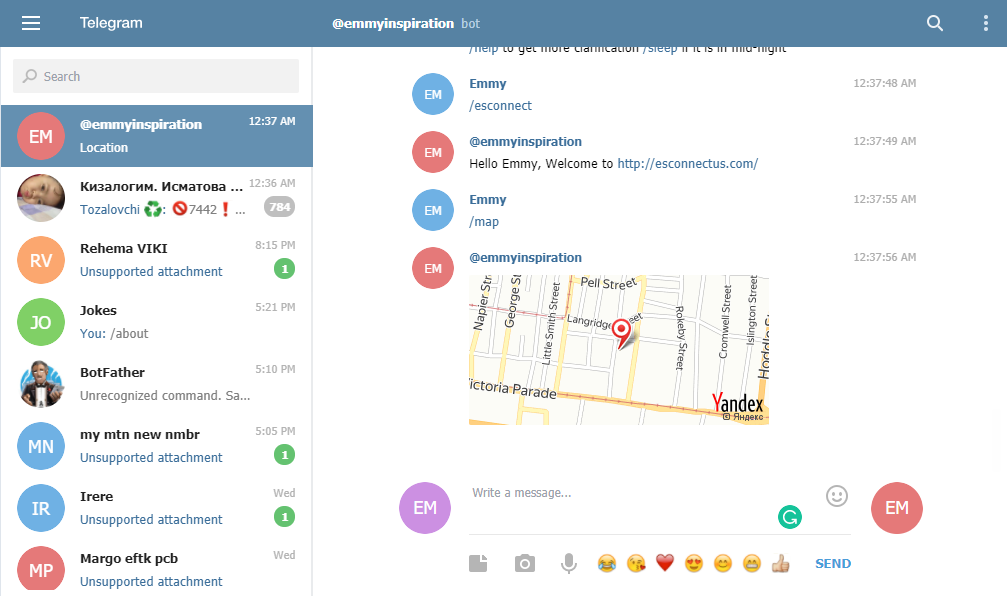 Telegram
@emmyinspiration bot
Search
EM
@emmyinspiration
12:37 AM
Location
Кизалогим. Исматова ...
12:36 AM
Tozalovchi ♻️: 🚫7442❗ ...
784
RV
Rehema VIKI
8:15 PM
Unsupported attachment
1
JO
Jokes
5:21 PM
You: /about
BotFather
5:10 PM
Unrecognized command. Sa...
MN
my mtn new nmbr
5:05 PM
Unsupported attachment
1
IR
Irere
Wed
Unsupported attachment
1
MP
Margo eftk pcb
Wed
Unsupported attachment
/help to get more clarification /sleep if it is in mid-night
EM
Emmy
12:37:48 AM
/esconnect
EM
@emmyinspiration
12:37:49 AM
Hello Emmy, Welcome to http://esconnectus.com/
EM
Emmy
12:37:55 AM
/map
EM
@emmyinspiration
12:37:56 AM
Pell Street
Napier Str
George St
Little Smith Street
Langridge Street
Rokeby Street
Cromwell Street
Islington Street
Hoddle S
ictoria Parade
Yandex
© Яндекс
EM
Write a message...
EM
SEND